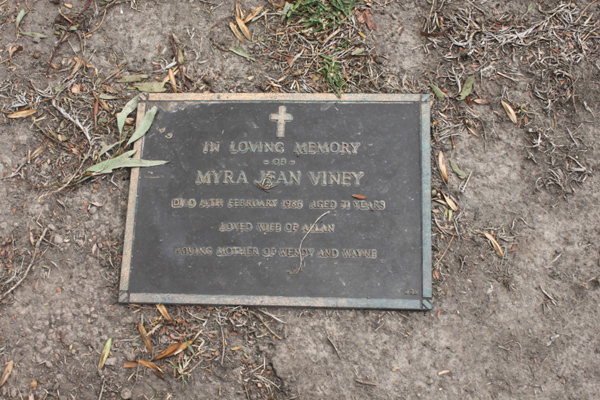 IN LOVING MEMORY
OF
MYRA JEAN VINEY
DIED FEBRUARY 1986 AGED 71 YEARS
LOVED WIFE OF ALLAN
LOVING MOTHER OF WENDY AND WAYNE